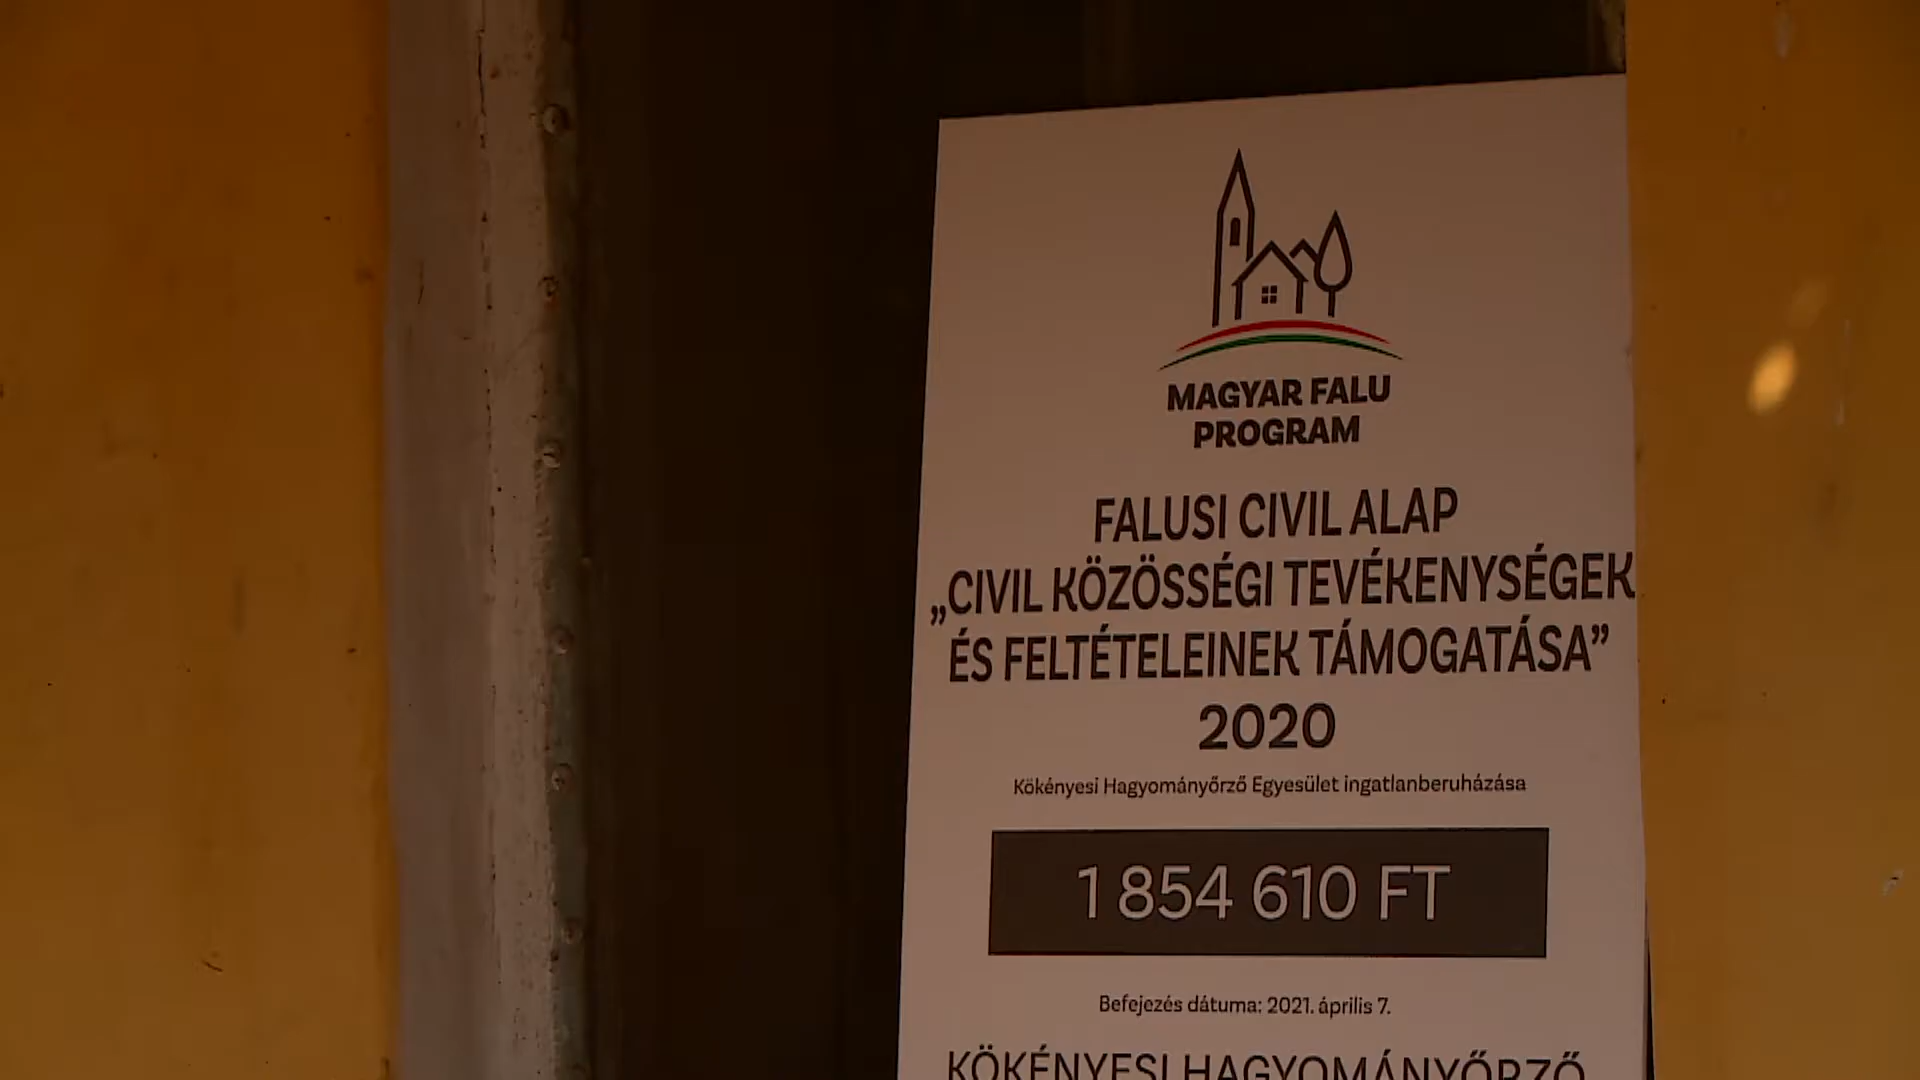 MAGYAR FALU
PROGRAM
FALUSI CIVIL ALAP
„CIVIL KÖZÖSSÉGI TEVÉKENYSÉGEK
ÉS FELTÉTELEINEK TÁMOGATÁSA”
2020
Kökényesi Hagyományőrző Egyesület ingatlanberuházása
1 854 610 FT
Befejezés dátuma: 2021. április 7.
KÖKÉNYESI HAGYOMÁNYŐRZŐ